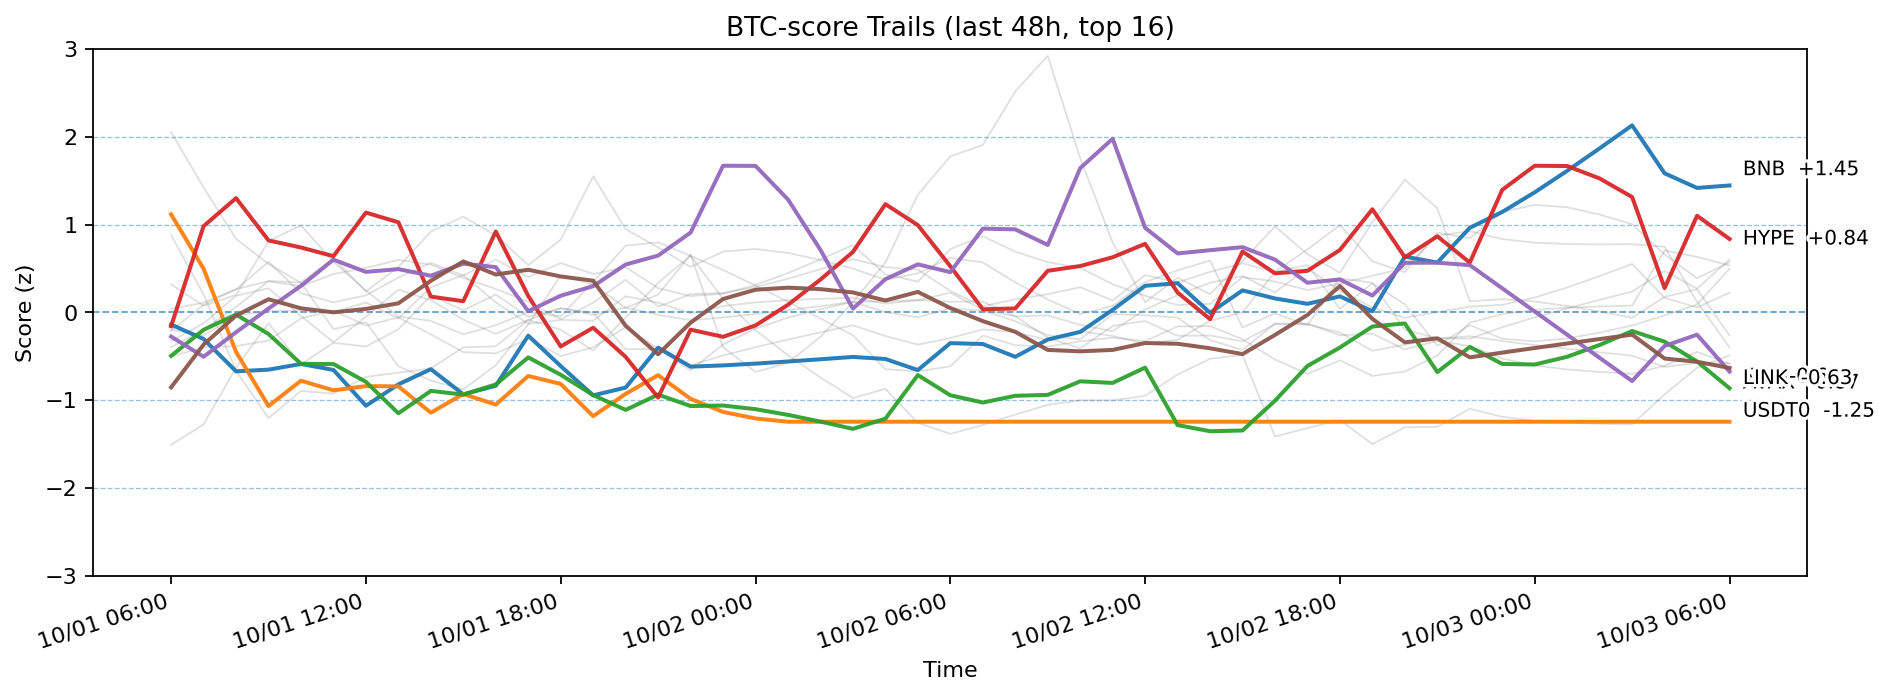 BTC-score Trails (last 48h, top 16)
Score (z)
3
2
1
0
−1
−2
−3
BNB +1.45
HYPE +0.84
LINK -0.63
USDT0 -1.25
10/01 06:00
10/01 12:00
10/01 18:00
10/02 00:00
10/02 06:00
10/02 12:00
10/02 18:00
10/03 00:00
10/03 06:00
Time